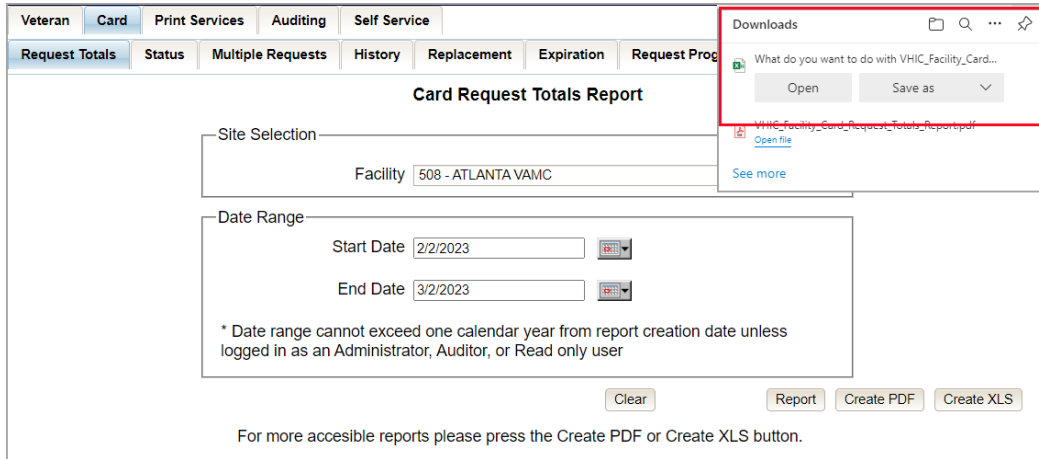 Veteran Card Print Services Auditing Self Service
Request Totals Status Multiple Requests History Replacement Expiration Request Prog
Downloads
What do you want to do with VHIC_Facility_Card...
Open Save as
VHIC_Facility_Card_Request_Totals_Report.pdf
Open file
See more
Card Request Totals Report
Site Selection
Facility 508 - ATLANTA VAMC
Date Range
Start Date 2/2/2023
End Date 3/2/2023
* Date range cannot exceed one calendar year from report creation date unless
logged in as an Administrator, Auditor, or Read only user
Clear Report Create PDF Create XLS
For more accesible reports please press the Create PDF or Create XLS button.